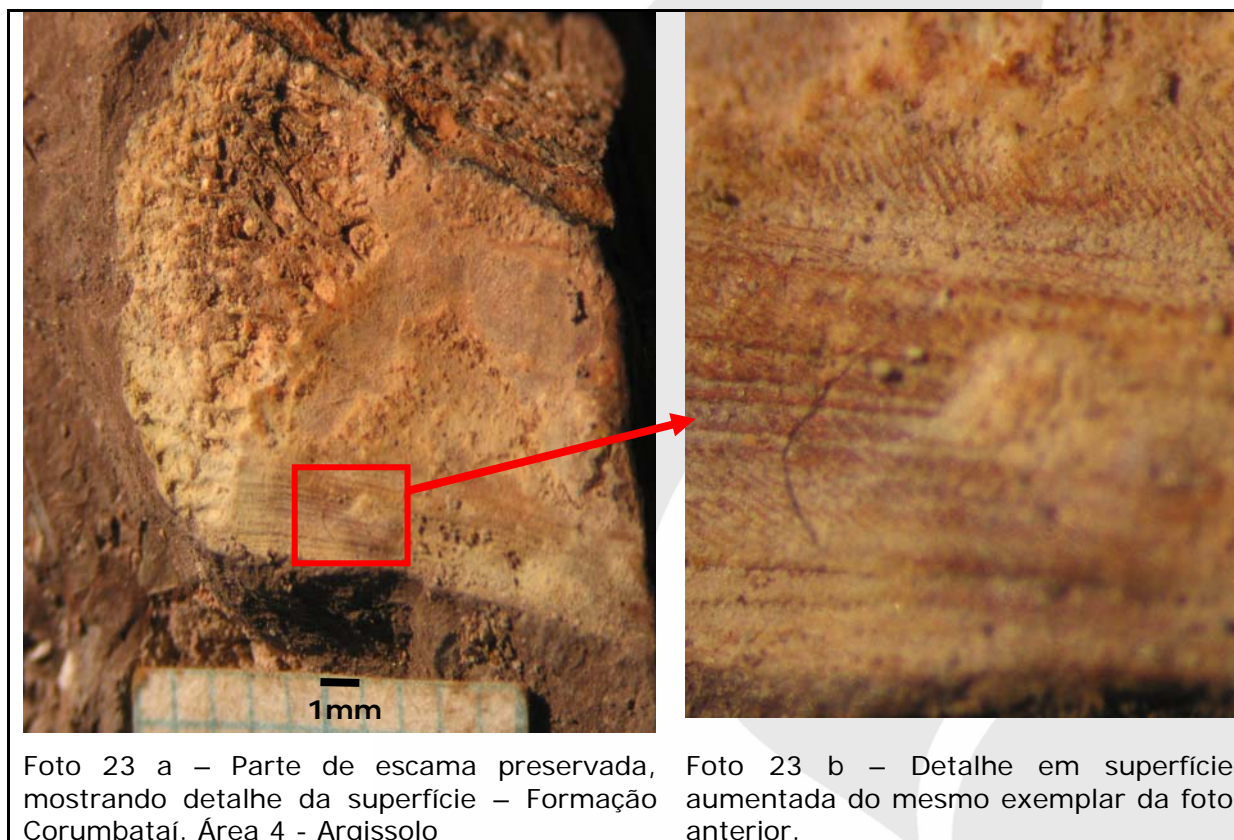 1mm
Foto 23 a – Parte de escama preservada,
mostrando detalhe da superfície – Formação
Corumbataí. Área 4 - Argissolo
Foto 23 b – Detalhe em superfície
aumentada do mesmo exemplar da foto
anterior.